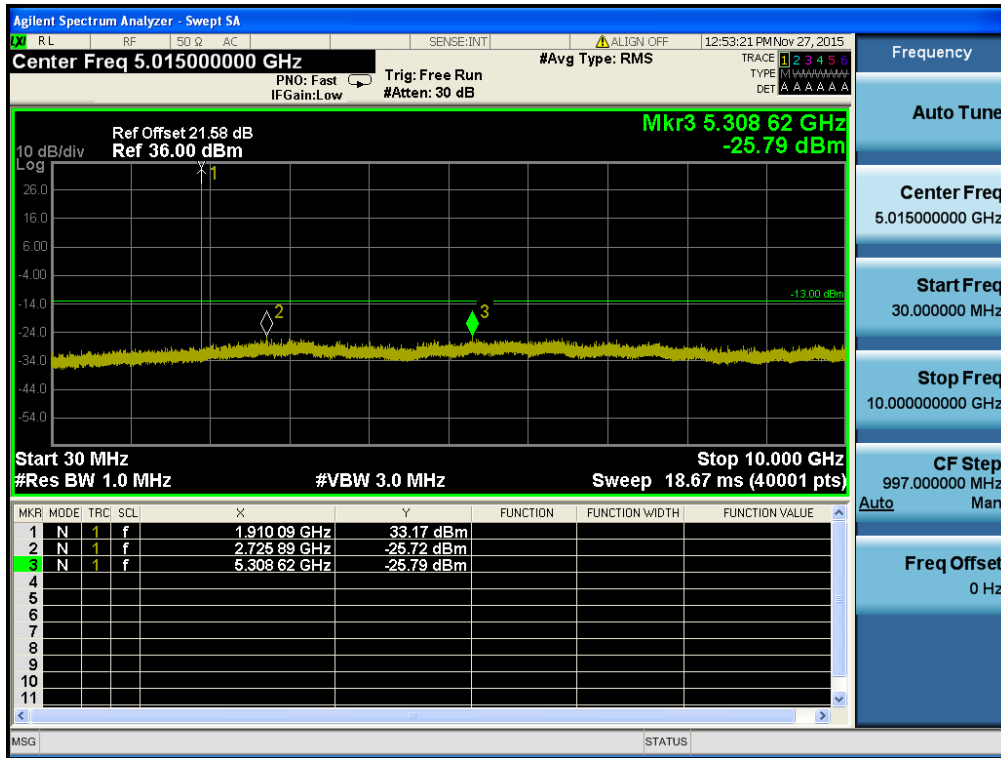 Agilent Spectrum Analyzer - Swept SA
LXI RL RF 50 Ω AC SENSE:INT ALIGN OFF 12:53:21 PM Nov 27, 2015
Center Freq 5.015000000 GHz
PNO: Fast
IFGain:Low
Trig: Free Run
#Atten: 30 dB
#Avg Type: RMS
TRACE 1 2 3 4 5 6
TYPE M WWWWW
DET A A A A A A
Mkr3 5.308 62 GHz
-25.79 dBm
Ref Offset 21.58 dB
10 dB/div Ref 36.00 dBm
Log
26.0
16.0
6.00
-4.00
-14.0
-24.0
-34.0
-44.0
-54.0
1
2
3
-13.00 dBm
Start 30 MHz Stop 10.000 GHz
#Res BW 1.0 MHz #VBW 3.0 MHz Sweep 18.67 ms (40001 pts)
MKR MODE TRC SCL X Y FUNCTION FUNCTION WIDTH FUNCTION VALUE
1 N 1 f 1.910 09 GHz 33.17 dBm
2 N 1 f 2.725 89 GHz -25.72 dBm
3 N 1 f 5.308 62 GHz -25.79 dBm
4
5
6
7
8
9
10
11
MSG STATUS
Frequency
Auto Tune
Center Freq
5.015000000 GHz
Start Freq
30.000000 MHz
Stop Freq
10.000000000 GHz
CF Step
997.000000 MHz
Auto Man
Freq Offset
0 Hz